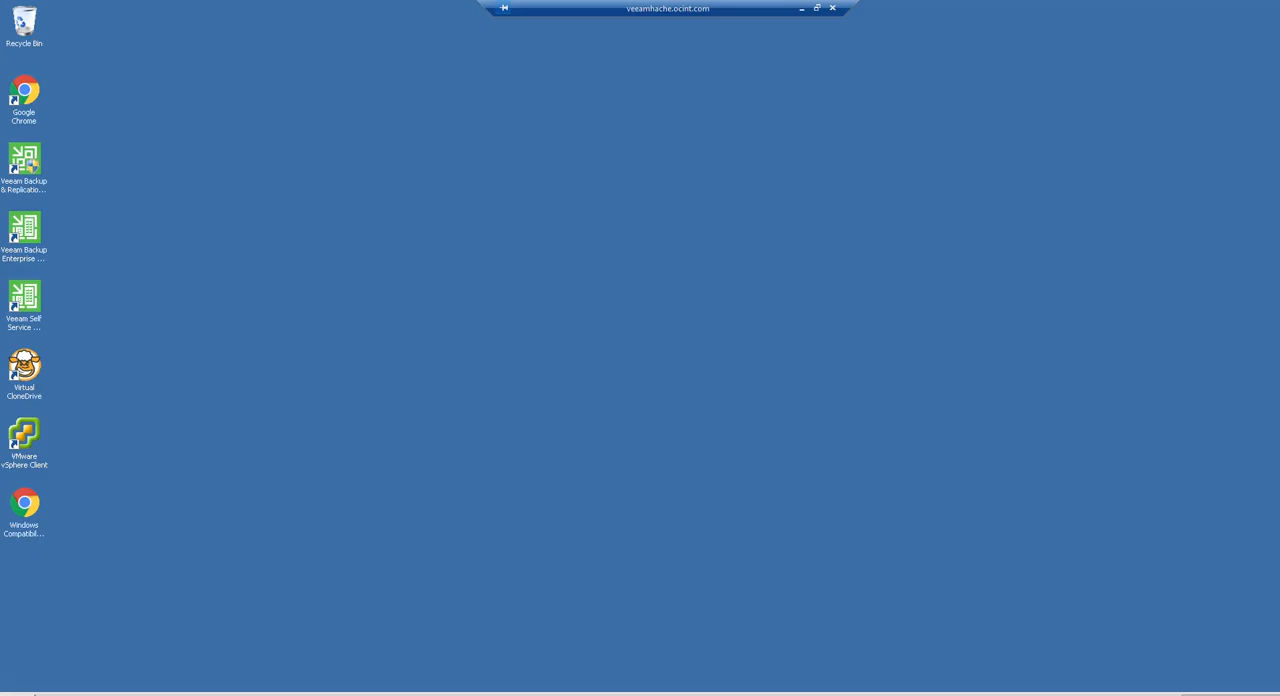 veeamhache.ocint.com
Recycle Bin
Google
Chrome
Veeam Backup
& Replicatio...
Veeam Backup
Enterprise ...
Veeam Self
Service ...
Virtual
CloneDrive
VMware
vSphere Client
Windows
Compatibil...